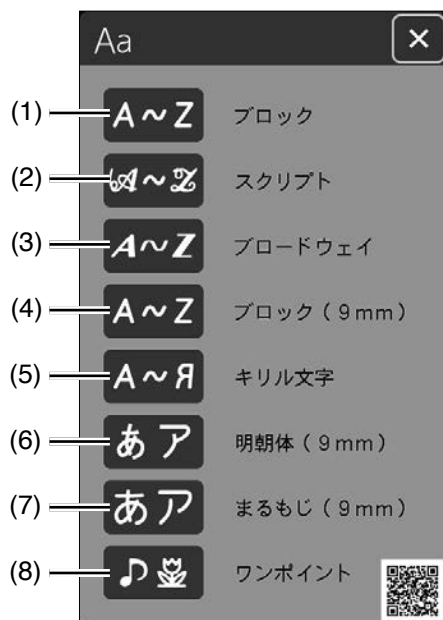 Aa ×
(1) A～Z ブロック
(2) A～Z スクリプト
(3) A～Z ブロードウェイ
(4) A～Z ブロック（9mm）
(5) A～Я キリル文字
(6) あ ア 明朝体（9mm）
(7) あ ア まるもじ（9mm）
(8) ♪ ワンポイント